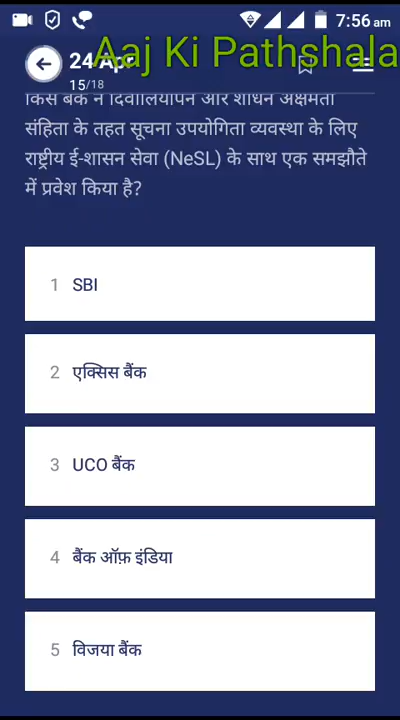 7:56 am
Aaj Ki Pathshala
24 Apr
15/18
किस बैंक ने दिवालियापन और शोधन अक्षमता
संहिता के तहत सूचना उपयोगिता व्यवस्था के लिए
राष्ट्रीय ई-शासन सेवा (NeSL) के साथ एक समझौते
में प्रवेश किया है?
1 SBI
2 एक्सिस बैंक
3 UCO बैंक
4 बैंक ऑफ़ इंडिया
5 विजया बैंक